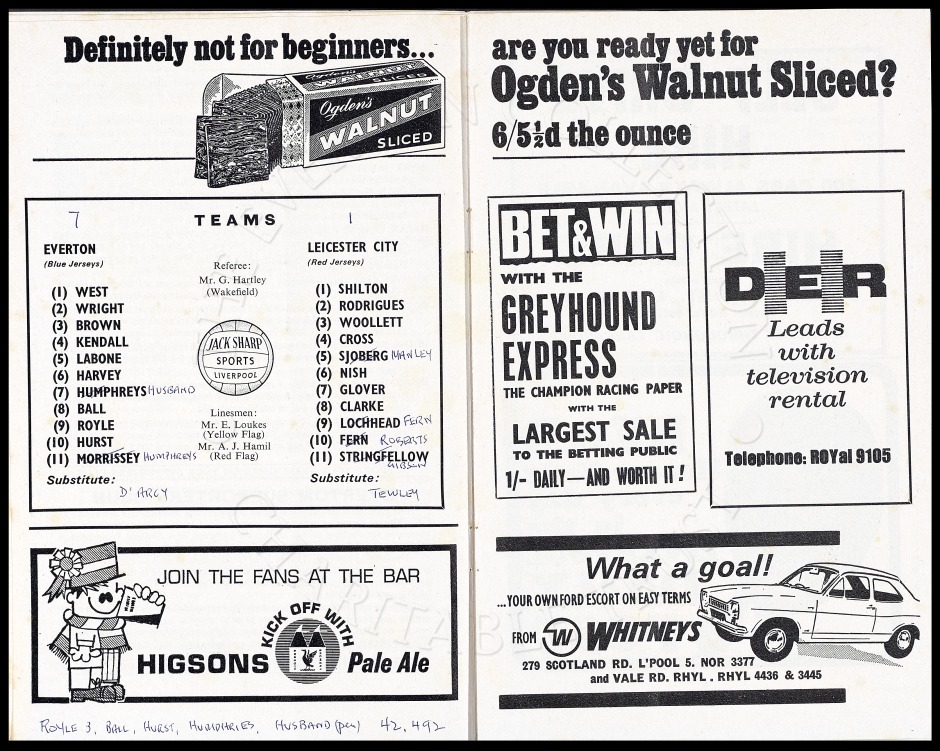 Definitely not for beginners...
Ogden's
WALNUT
SLICED
Ogden's
WALNUT
SLICED
are you ready yet for
Ogden's Walnut Sliced?
6/5½d the ounce
7 TEAMS 1
EVERTON
(Blue Jerseys)
(1) WEST
(2) WRIGHT
(3) BROWN
(4) KENDALL
(5) LABONE
(6) HARVEY
(7) HUMPHREYS HUSBAND
(8) BALL
(9) ROYLE
(10) HURST
(11) MORRISSEY HUMPHREYS
Substitute:
D'ARCY
Referee:
Mr. G. Hartley
(Wakefield)
JACK SHARP
SPORTS
LIVERPOOL
Linesmen:
Mr. E. Loukes
(Yellow Flag)
Mr. A. J. Hamil
(Red Flag)
LEICESTER CITY
(Red Jerseys)
(1) SHILTON
(2) RODRIGUES
(3) WOOLLETT
(4) CROSS
(5) SJOBERG MANLEY
(6) NISH
(7) GLOVER
(8) CLARKE
(9) LOCHHEAD FERN
(10) FERN ROBERTS
(11) STRINGFELLOW
GIBSON
Substitute:
TEWLEY
BET & WIN
WITH THE
GREYHOUND
EXPRESS
THE CHAMPION RACING PAPER
WITH THE
LARGEST SALE
TO THE BETTING PUBLIC
1/- DAILY—AND WORTH IT!
DER
Leads
with
television
rental
Telephone: ROYal 9105
JOIN THE FANS AT THE BAR
KICK OFF WITH
HIGSONS
Pale Ale
What a goal!
...YOUR OWN FORD ESCORT ON EASY TERMS
FROM W WHITNEYS
279 SCOTLAND RD. L'POOL 5. NOR 3377
and VALE RD. RHYL . RHYL 4436 & 3445
ROYLE 3, BALL, HURST, HUMPHRIES, HUSBAND (pen) 42,492